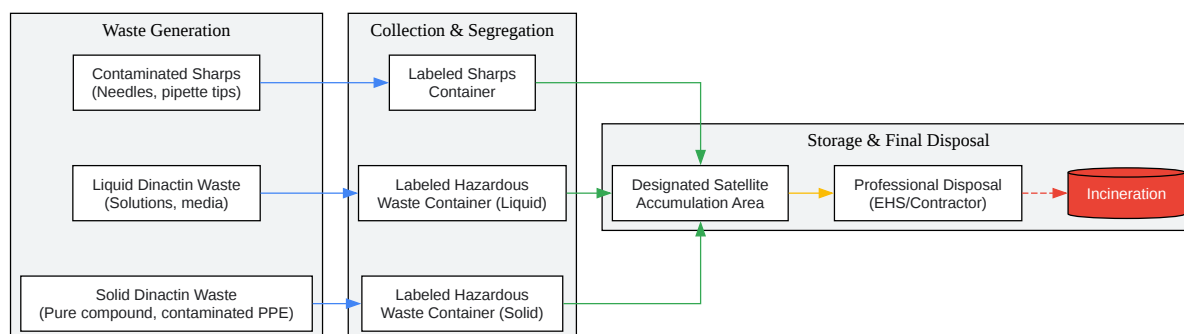 Waste Generation
Contaminated Sharps
(Needles, pipette tips)
Liquid Dinactin Waste
(Solutions, media)
Solid Dinactin Waste
(Pure compound, contaminated PPE)
Collection & Segregation
Labeled Sharps
Container
Labeled Hazardous
Waste Container (Liquid)
Labeled Hazardous
Waste Container (Solid)
Storage & Final Disposal
Designated Satellite
Accumulation Area
Professional Disposal
(EHS/Contractor)
Incineration